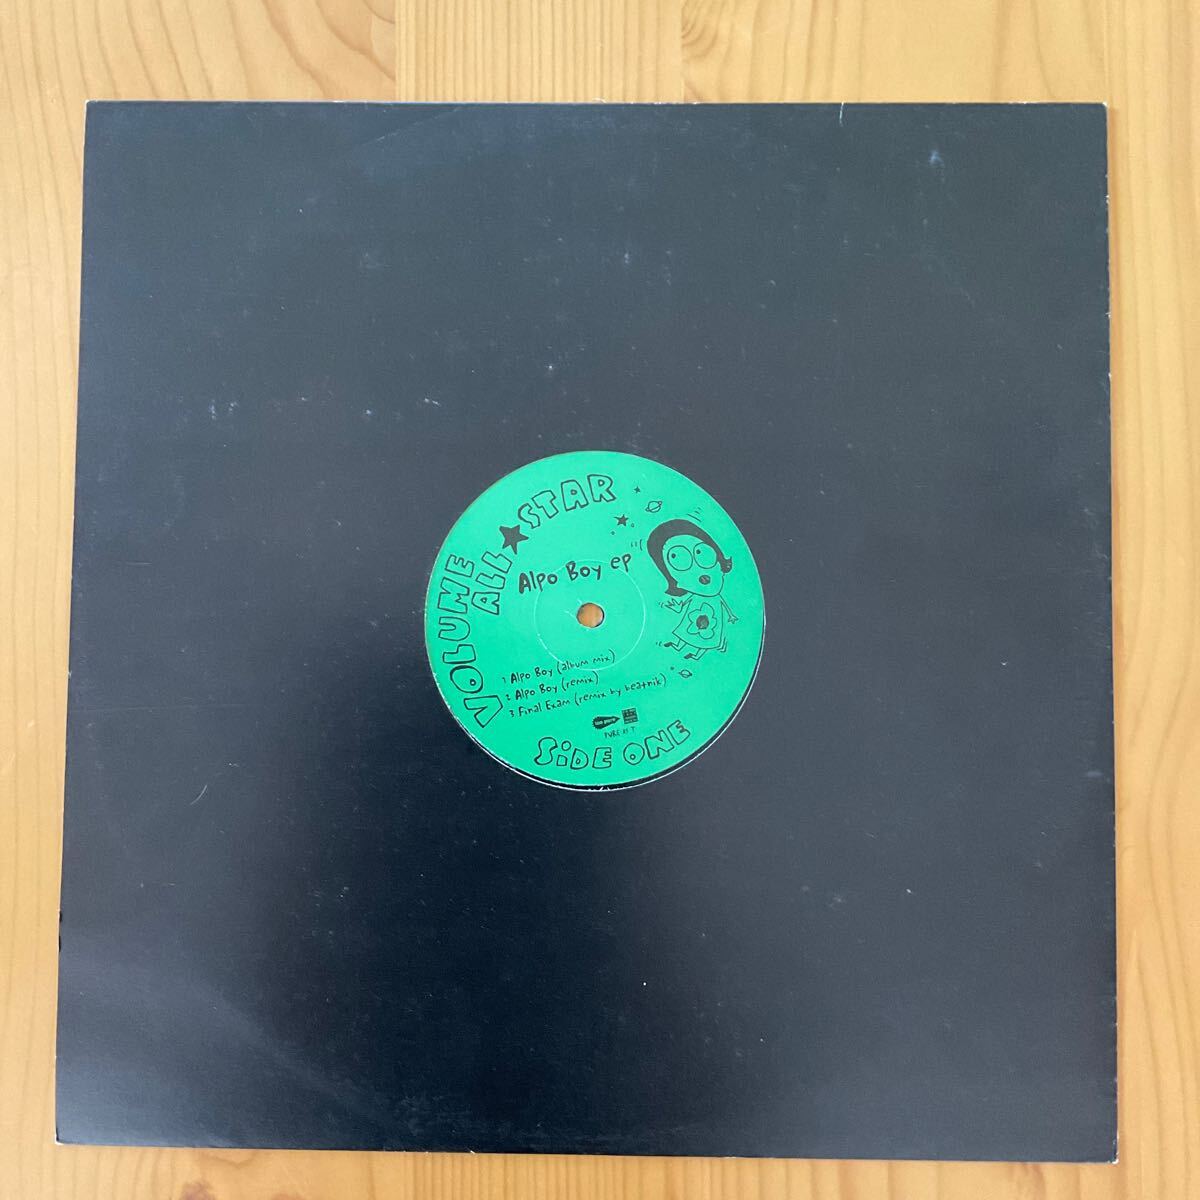 VOLUME
ALL★STAR
Alpo Boy ep
1 Alpo Boy (album mix)
2 Alpo Boy (remix)
3 Final Exam (remix by beatnik)
SiDE ONE